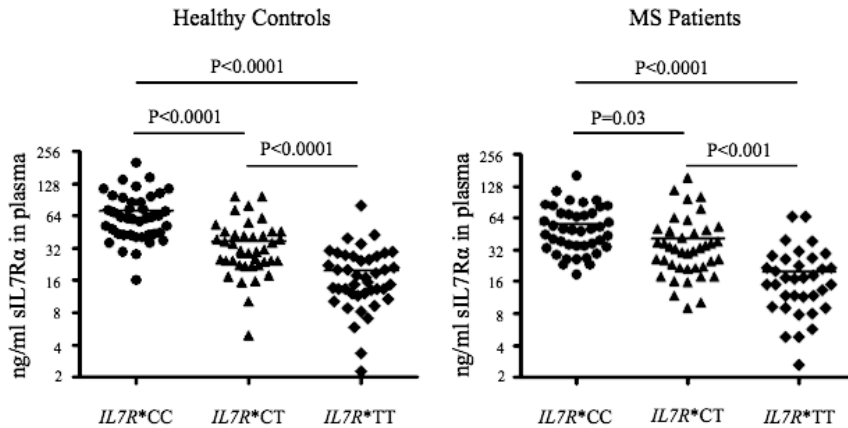 Healthy Controls
P<0.0001
P<0.0001
P<0.0001
ng/ml sIL7Rα in plasma
256
128
64
32
16
8
4
2
IL7R*CC
IL7R*CT
IL7R*TT
MS Patients
P<0.0001
P=0.03
P<0.001
ng/ml sIL7Rα in plasma
256
128
64
32
16
8
4
2
IL7R*CC
IL7R*CT
IL7R*TT